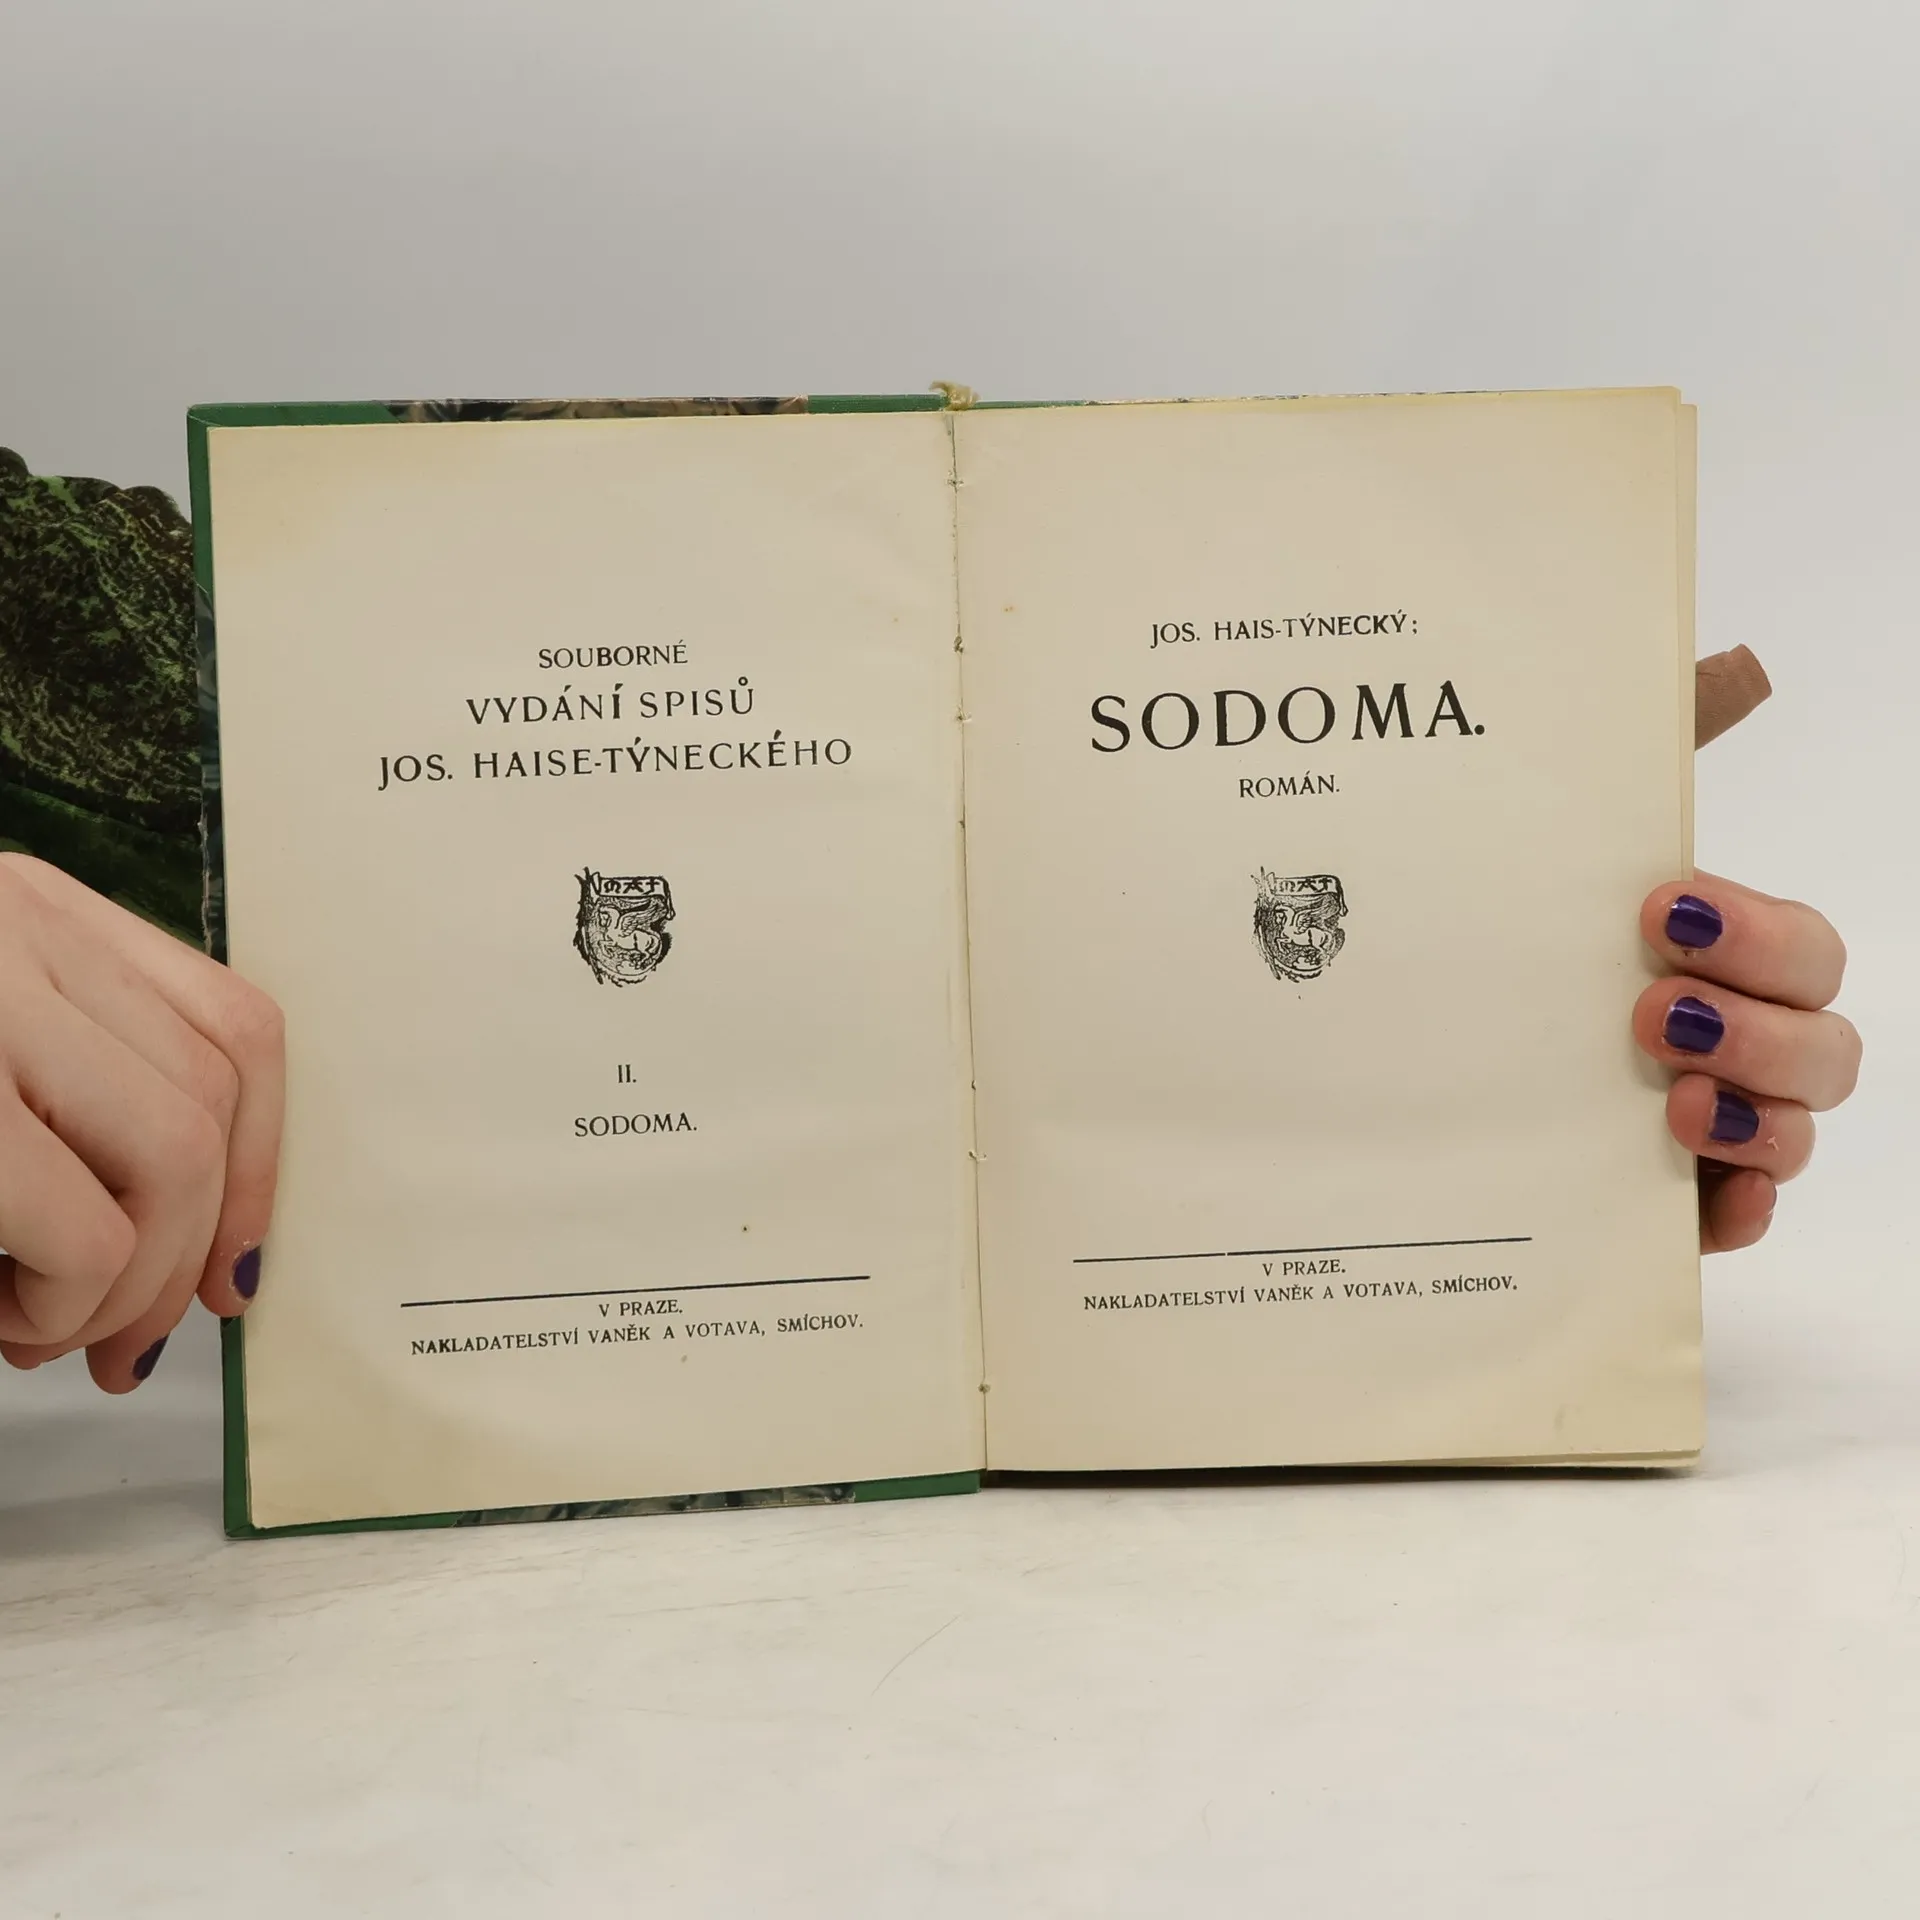 SOUBORNÉ
VYDÁNÍ SPISŮ
JOS. HAISE-TÝNECKÉHO
II.
SODOMA.
V PRAZE.
NAKLADATELSTVÍ VANĚK A VOTAVA, SMÍCHOV.
JOS. HAIS-TÝNECKÝ;
SODOMA.
ROMÁN.
V PRAZE.
NAKLADATELSTVÍ VANĚK A VOTAVA, SMÍCHOV.